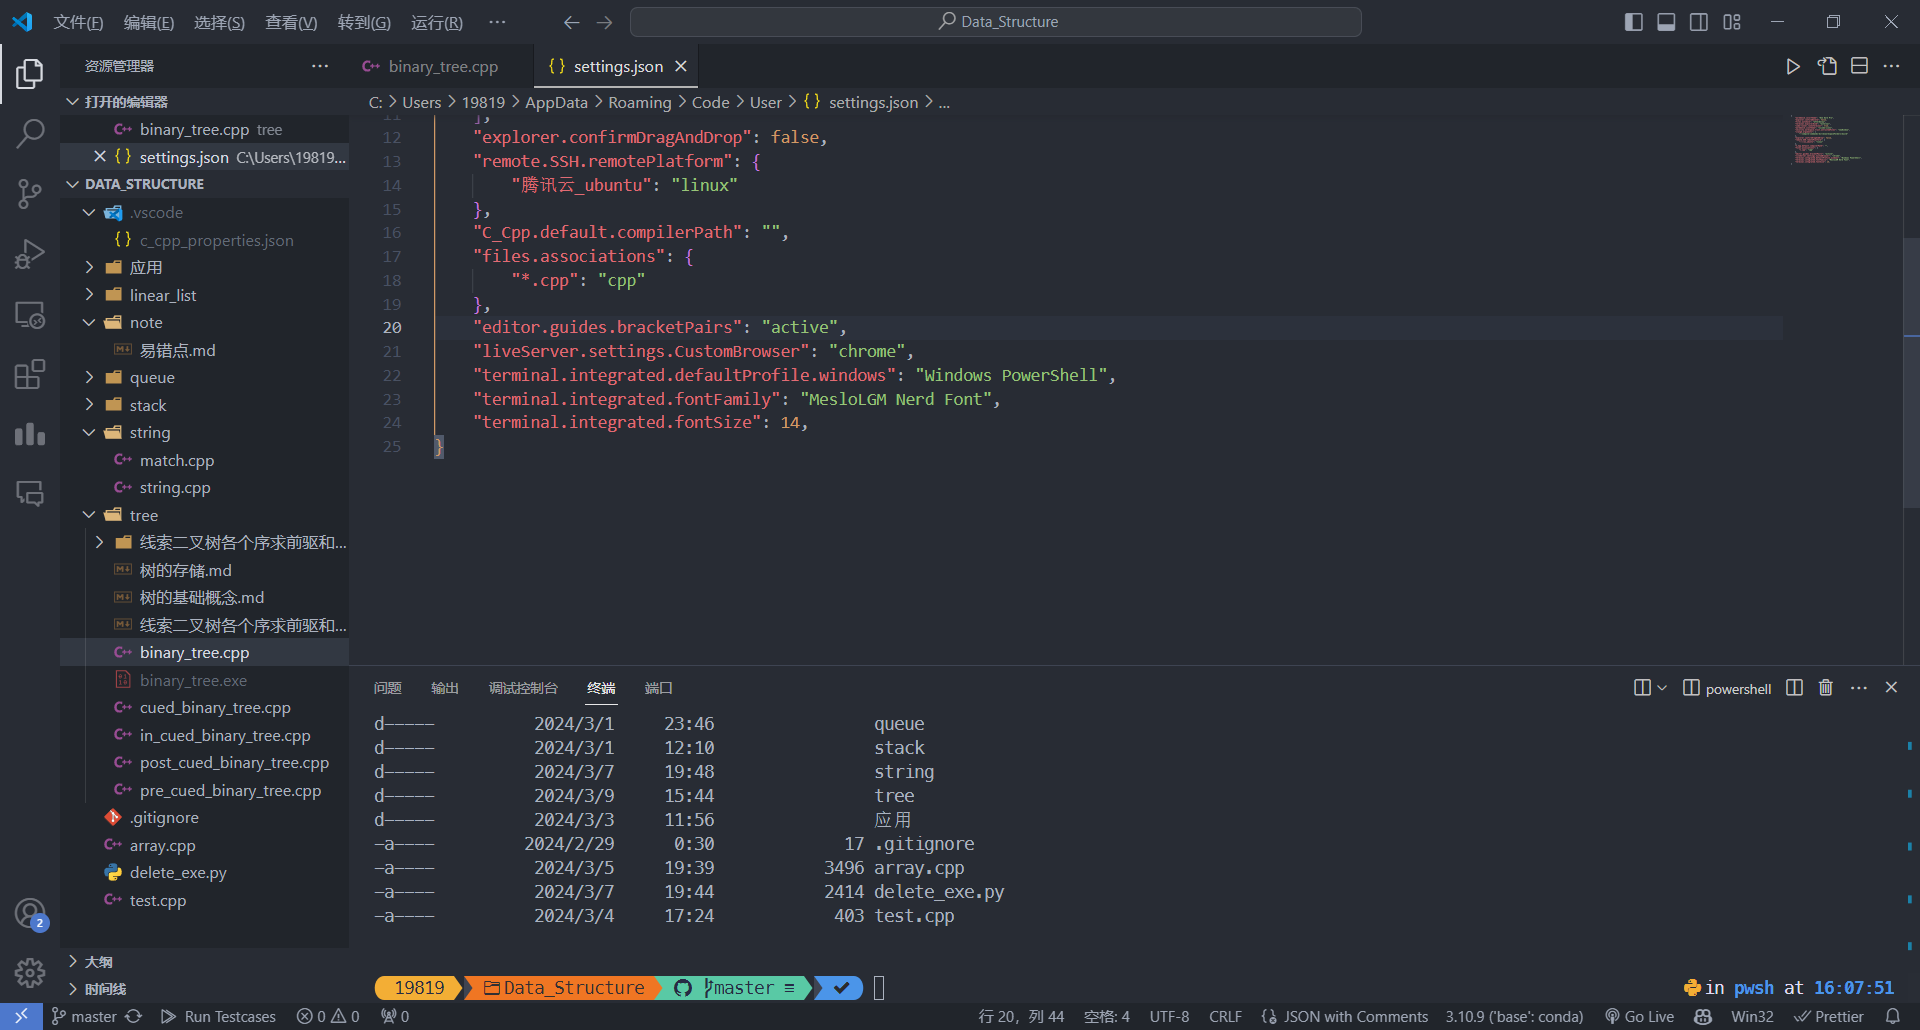 文件(F) 编辑(E) 选择(S) 查看(V) 转到(G) 运行(R) ··· Data_Structure
资源管理器 ···
binary_tree.cpp
settings.json
打开的编辑器
binary_tree.cpp tree
settings.json C:\Users\19819...
DATA_STRUCTURE
.vscode
c_cpp_properties.json
应用
linear_list
note
易错点.md
queue
stack
string
match.cpp
string.cpp
tree
线索二叉树各个序求前驱和...
树的存储.md
树的基础概念.md
线索二叉树各个序求前驱和...
binary_tree.cpp
binary_tree.exe
cued_binary_tree.cpp
in_cued_binary_tree.cpp
post_cued_binary_tree.cpp
pre_cued_binary_tree.cpp
.gitignore
array.cpp
delete_exe.py
test.cpp
大纲
时间线
2
C: > Users > 19819 > AppData > Roaming > Code > User > {} settings.json > ...
11 ],
12 "explorer.confirmDragAndDrop": false,
13 "remote.SSH.remotePlatform": {
14 "腾讯云_ubuntu": "linux"
15 },
16 "C_Cpp.default.compilerPath": "",
17 "files.associations": {
18 "*.cpp": "cpp"
19 },
20 "editor.guides.bracketPairs": "active",
21 "liveServer.settings.CustomBrowser": "chrome",
22 "terminal.integrated.defaultProfile.windows": "Windows PowerShell",
23 "terminal.integrated.fontFamily": "MesloLGM Nerd Font",
24 "terminal.integrated.fontSize": 14,
25 }
问题 输出 调试控制台 终端 端口 powershell
d----- 2024/3/1 23:46 queue
d----- 2024/3/1 12:10 stack
d----- 2024/3/7 19:48 string
d----- 2024/3/9 15:44 tree
d----- 2024/3/3 11:56 应用
-a---- 2024/2/29 0:30 17 .gitignore
-a---- 2024/3/5 19:39 3496 array.cpp
-a---- 2024/3/7 19:44 2414 delete_exe.py
-a---- 2024/3/4 17:24 403 test.cpp
19819 Data_Structure master ≡ ✔ in pwsh at 16:07:51
master Run Testcases 0 0 0 行 20，列 44 空格: 4 UTF-8 CRLF {} JSON with Comments 3.10.9 ('base': conda) Go Live Win32 Prettier